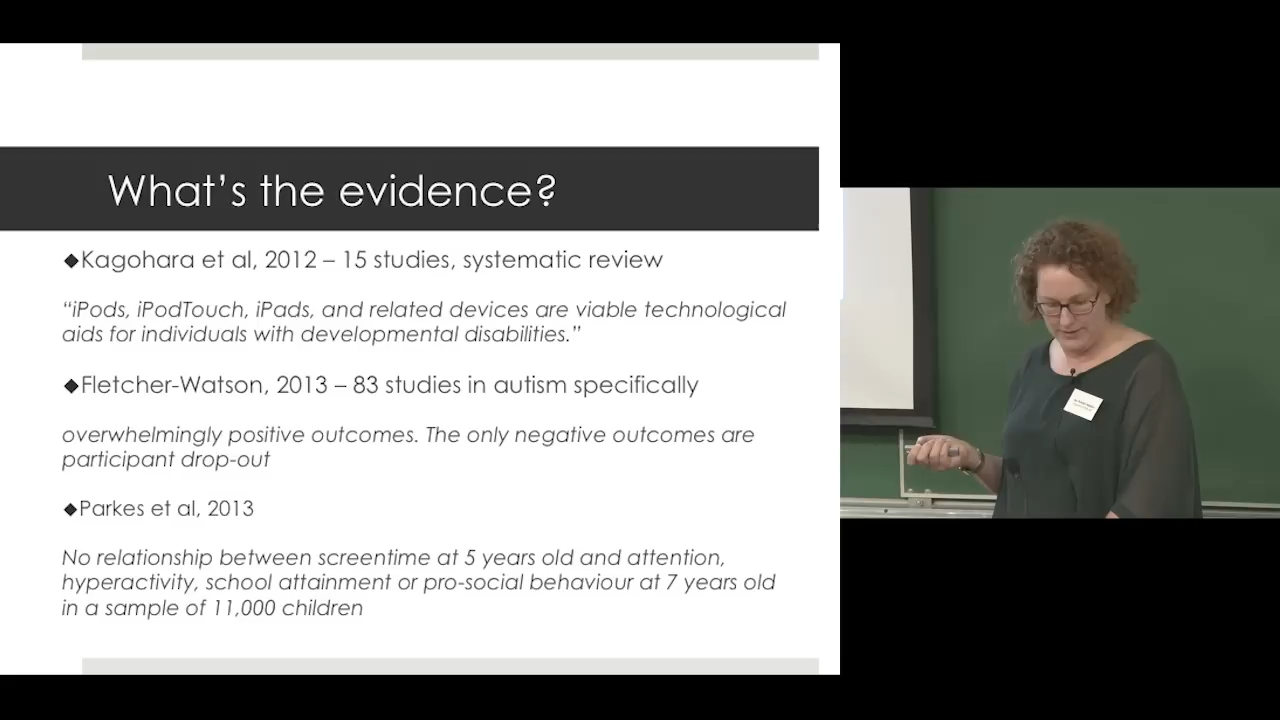 What's the evidence?
◆Kagohara et al, 2012 – 15 studies, systematic review
“iPods, iPodTouch, iPads, and related devices are viable technological
aids for individuals with developmental disabilities.”
◆Fletcher-Watson, 2013 – 83 studies in autism specifically
overwhelmingly positive outcomes. The only negative outcomes are
participant drop-out
◆Parkes et al, 2013
No relationship between screentime at 5 years old and attention,
hyperactivity, school attainment or pro-social behaviour at 7 years old
in a sample of 11,000 children